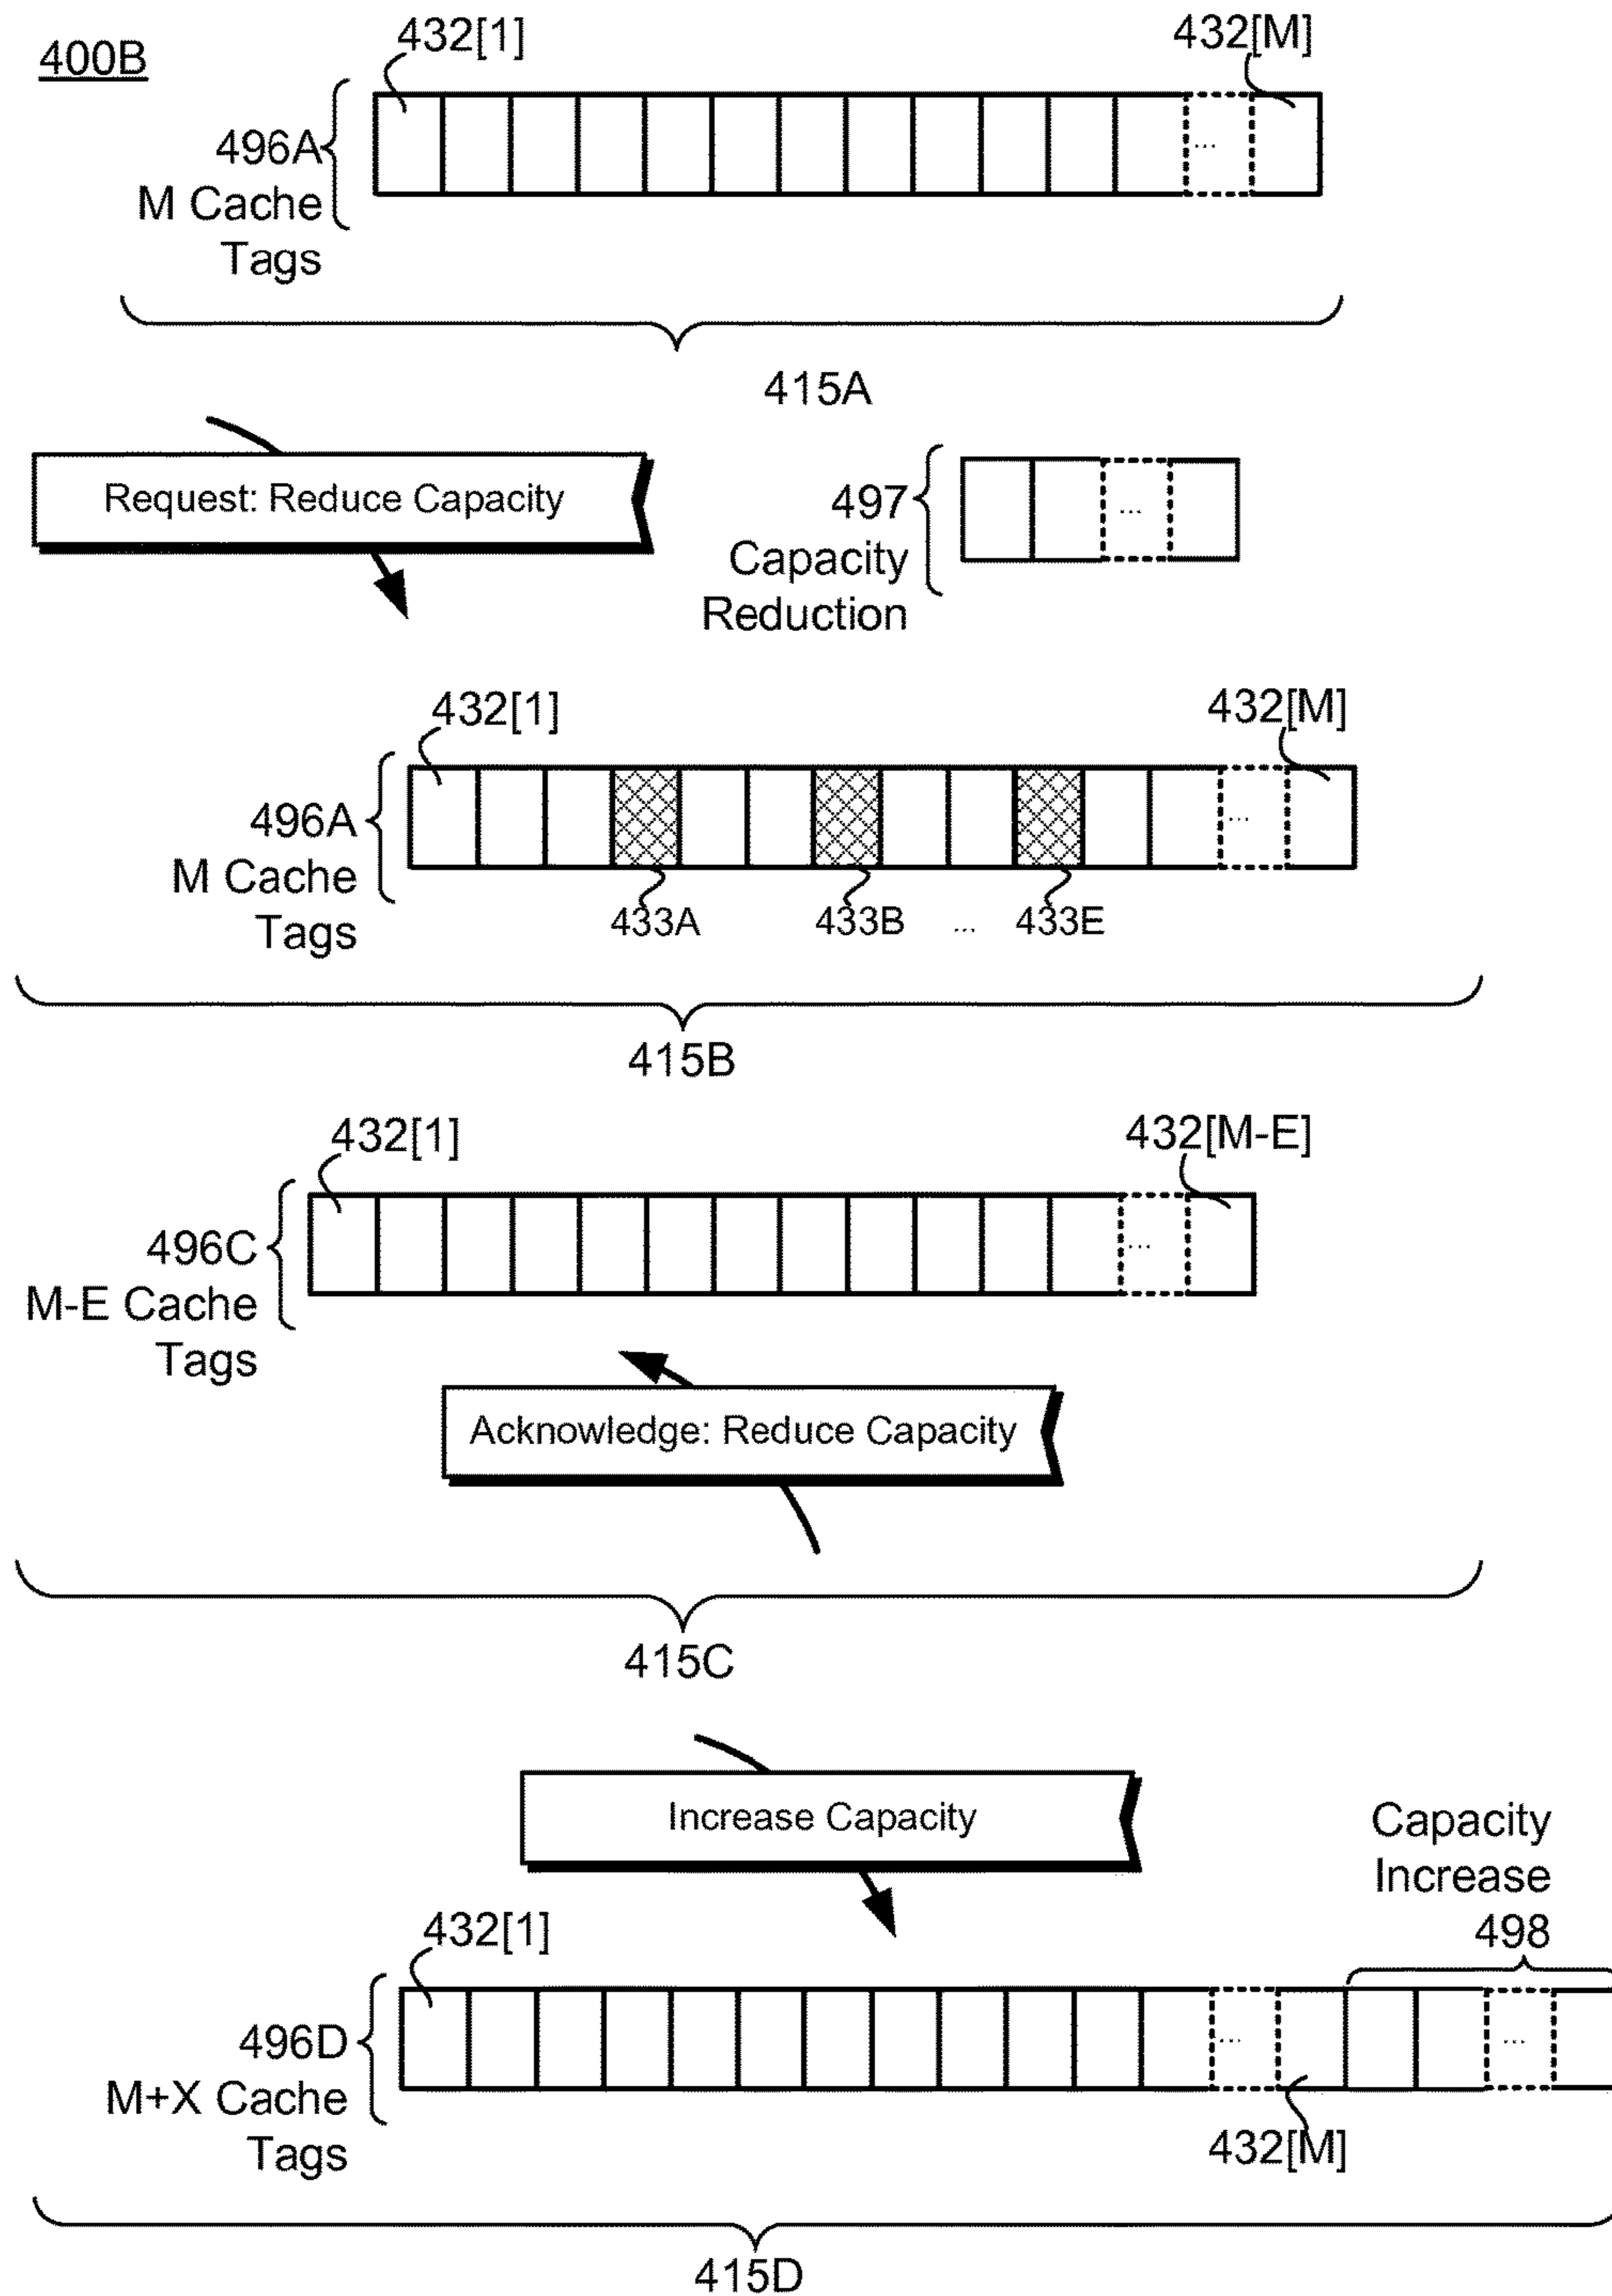 400B
432[1]
432[M]
496A
M Cache
Tags
...
415A
Request: Reduce Capacity
497
Capacity
Reduction
...
432[1]
432[M]
496A
M Cache
Tags
...
433A
433B
...
433E
415B
432[1]
432[M-E]
496C
M-E Cache
Tags
...
Acknowledge: Reduce Capacity
415C
Increase Capacity
Capacity
Increase
498
432[1]
496D
M+X Cache
Tags
...
...
432[M]
415D